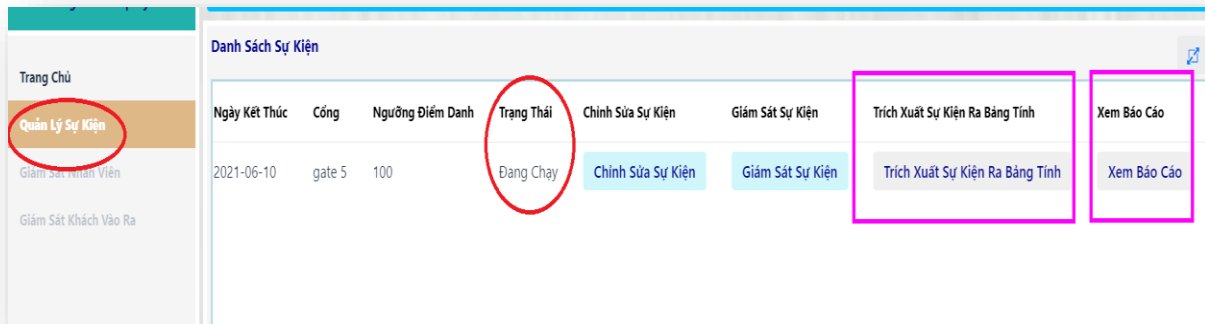 Danh Sách Sự Kiện
Trang Chủ
Quản Lý Sự Kiện
Giám Sát Nhân Viên
Giám Sát Khách Vào Ra
Ngày Kết Thúc Cổng Ngưỡng Điểm Danh Trạng Thái Chỉnh Sửa Sự Kiện Giám Sát Sự Kiện Trích Xuất Sự Kiện Ra Bảng Tính Xem Báo Cáo
2021-06-10 gate 5 100 Đang Chạy Chỉnh Sửa Sự Kiện Giám Sát Sự Kiện Trích Xuất Sự Kiện Ra Bảng Tính Xem Báo Cáo